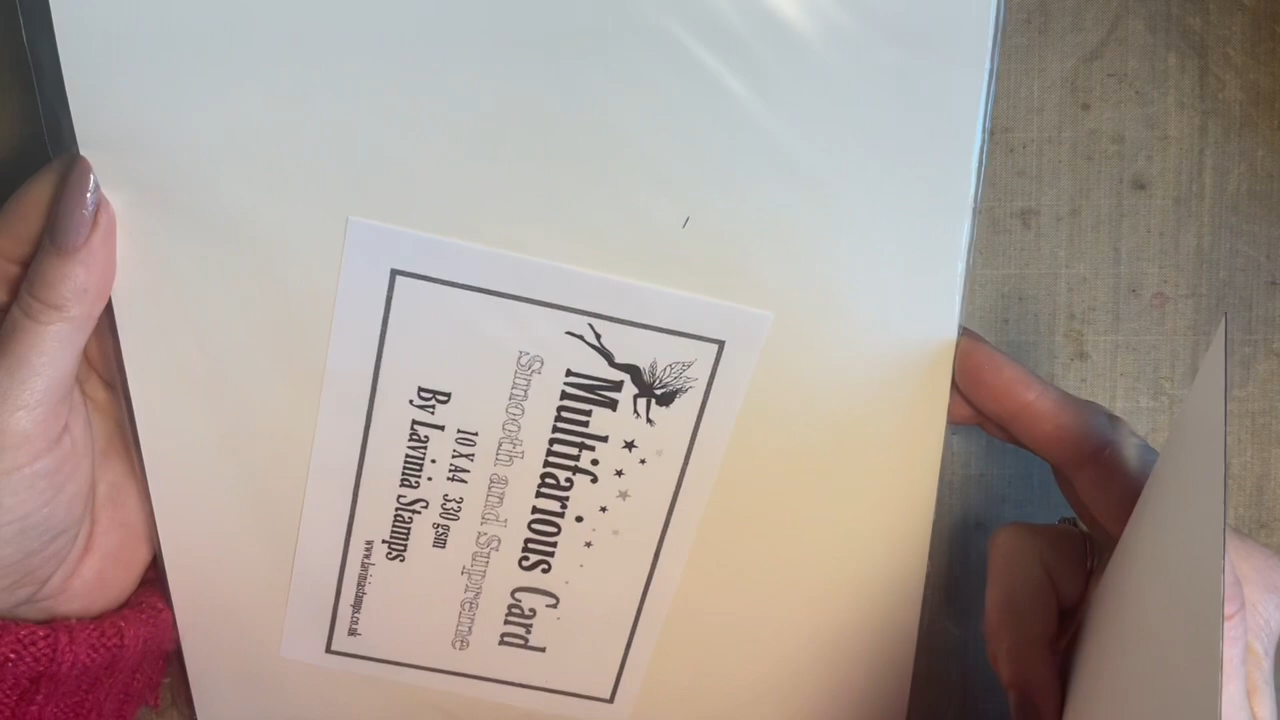 Multifarious Card
Smooth and Supreme
10 X A4 330 gsm
By Lavinia Stamps
www.laviniastamps.co.uk